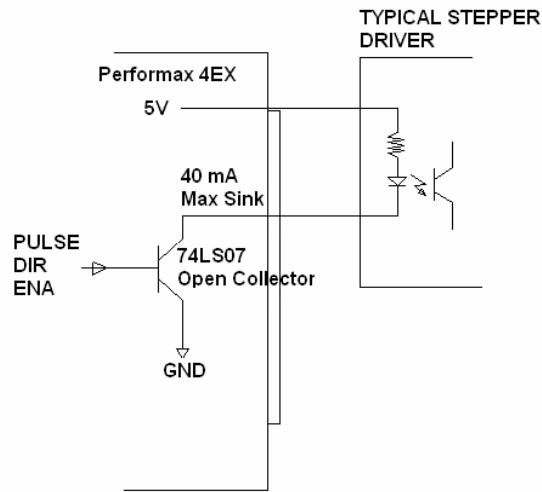 TYPICAL STEPPER
DRIVER
Performax 4EX
5V
40 mA
Max Sink
PULSE
DIR
ENA
74LS07
Open Collector
GND